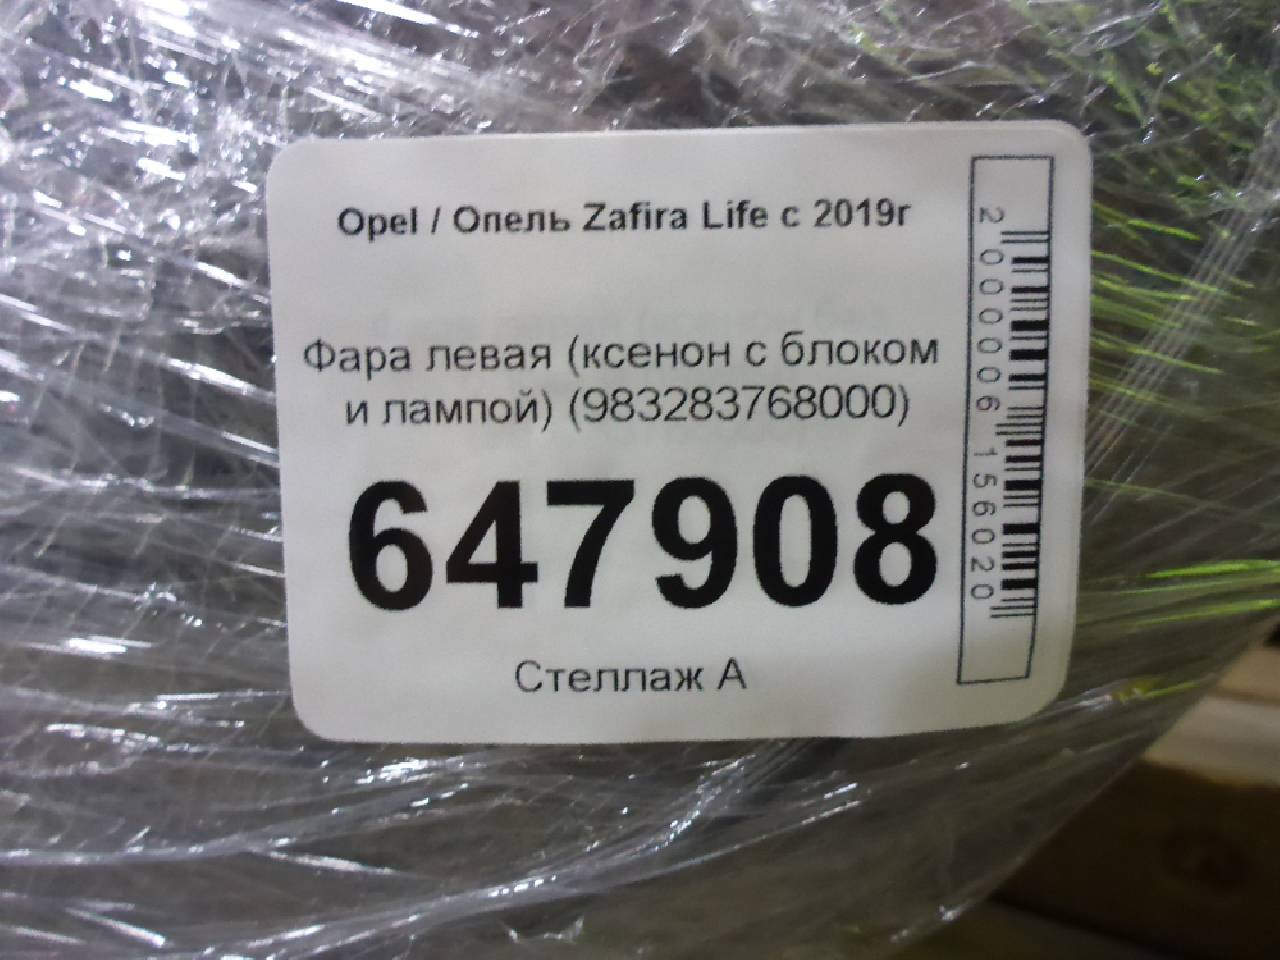 Opel / Опель Zafira Life с 2019г
Фара левая (ксенон с блоком
и лампой) (983283768000)
647908
Стеллаж А
2000006156020